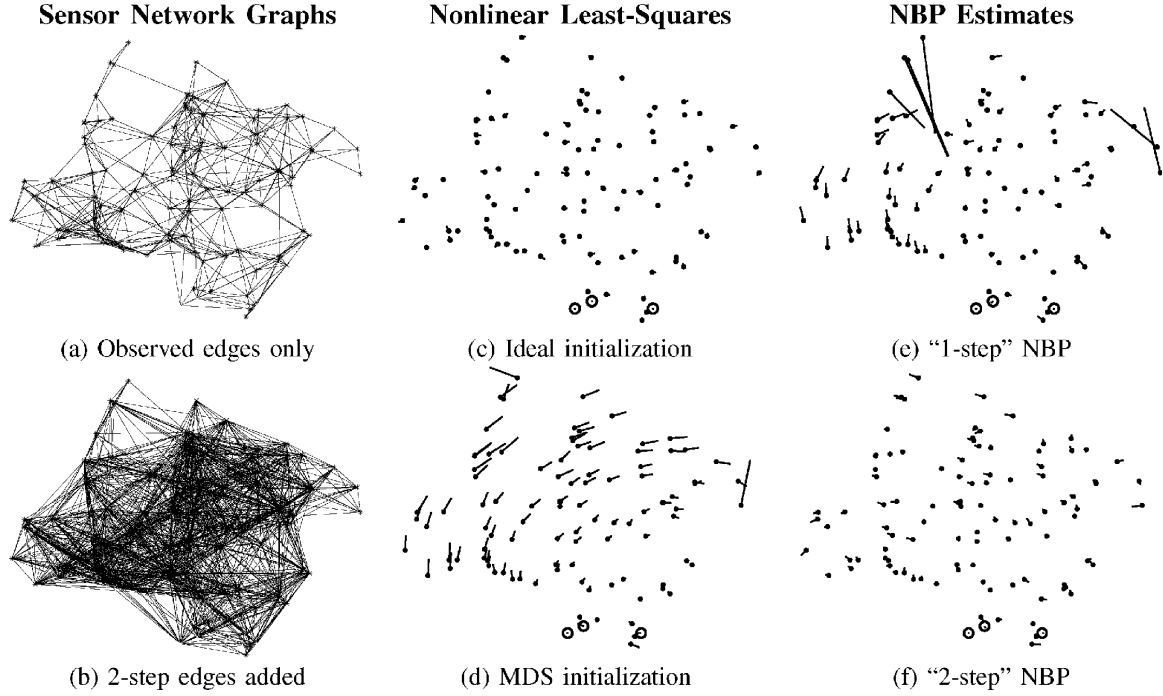 Sensor Network Graphs
Nonlinear Least-Squares
NBP Estimates
(a) Observed edges only
(c) Ideal initialization
(e) “1-step” NBP
(b) 2-step edges added
(d) MDS initialization
(f) “2-step” NBP